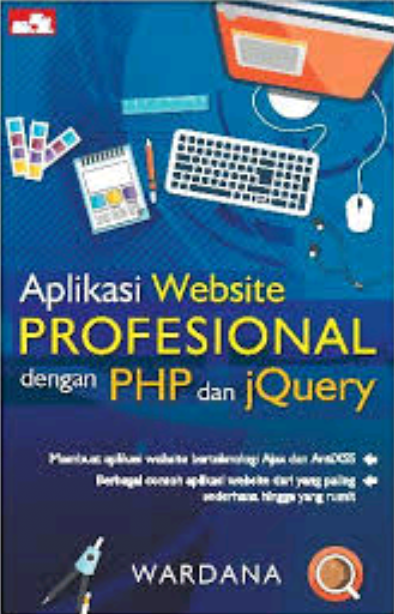 Aplikasi Website
PROFESIONAL
dengan PHP dan jQuery
Membuat aplikasi website berteknologi Ajax dan AntiXSS
Berbagai contoh aplikasi website dari yang paling
sederhana hingga yang rumit
WARDANA